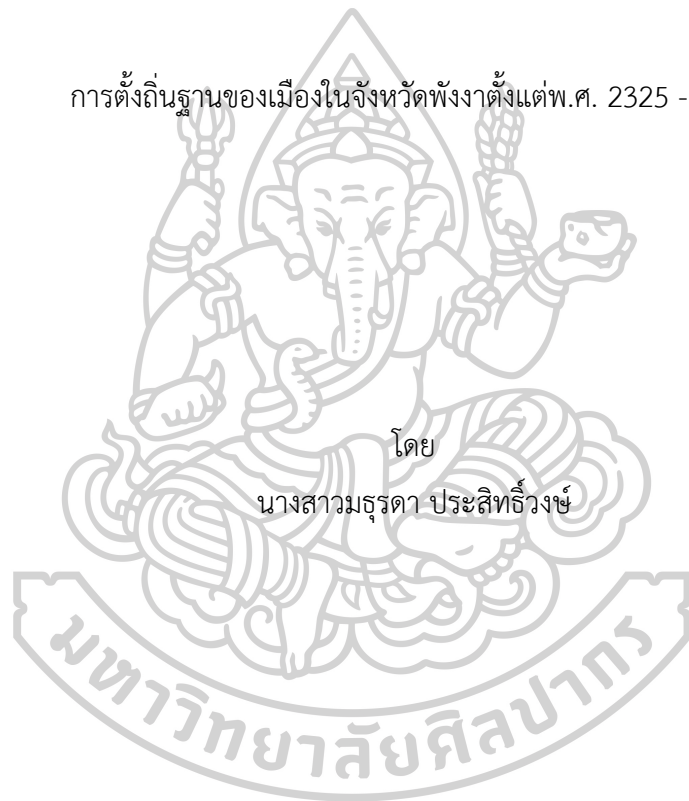 การตั้งถิ่นฐานของเมืองในจังหวัดพังงาตั้งแต่พ.ศ. 2325 -
โดย
นางสาวมธุรดา ประสิทธิ์วงษ์
มหาวิทยาลัยศิลปากร